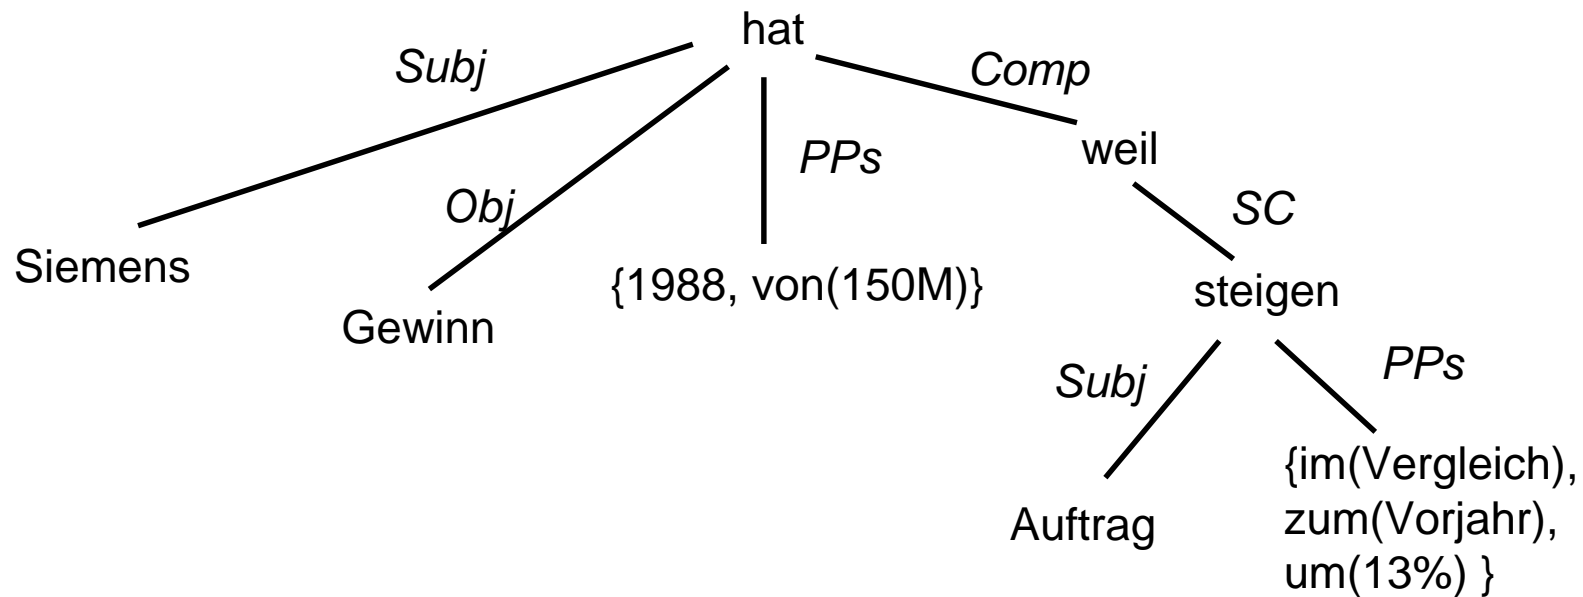 hat
Subj
Comp
weil
PPs
Obj
SC
Siemens
{1988, von(150M)}
steigen
Gewinn
Subj
PPs
Auftrag
{im(Vergleich),
zum(Vorjahr),
um(13%) }